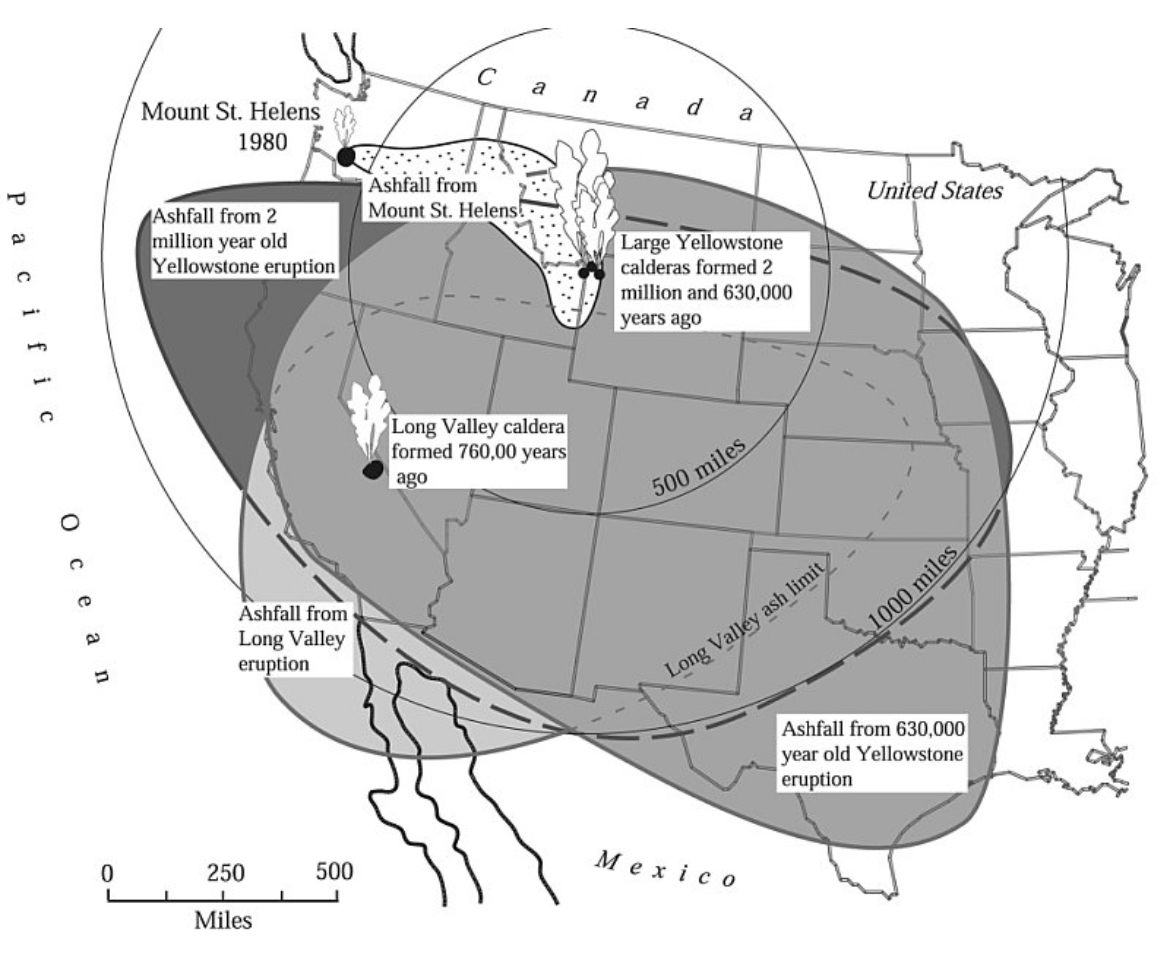 Canada
Mount St. Helens
1980
Ashfall from
Mount St. Helens
United States
Pacific
Ocean
Ashfall from 2
million year old
Yellowstone eruption
Large Yellowstone
calderas formed 2
million and 630,000
years ago
Long Valley caldera
formed 760,00 years
ago
500 miles
1000 miles
Long Valley ash limit
Ashfall from
Long Valley
eruption
Ashfall from 630,000
year old Yellowstone
eruption
Mexico
0 250 500
Miles